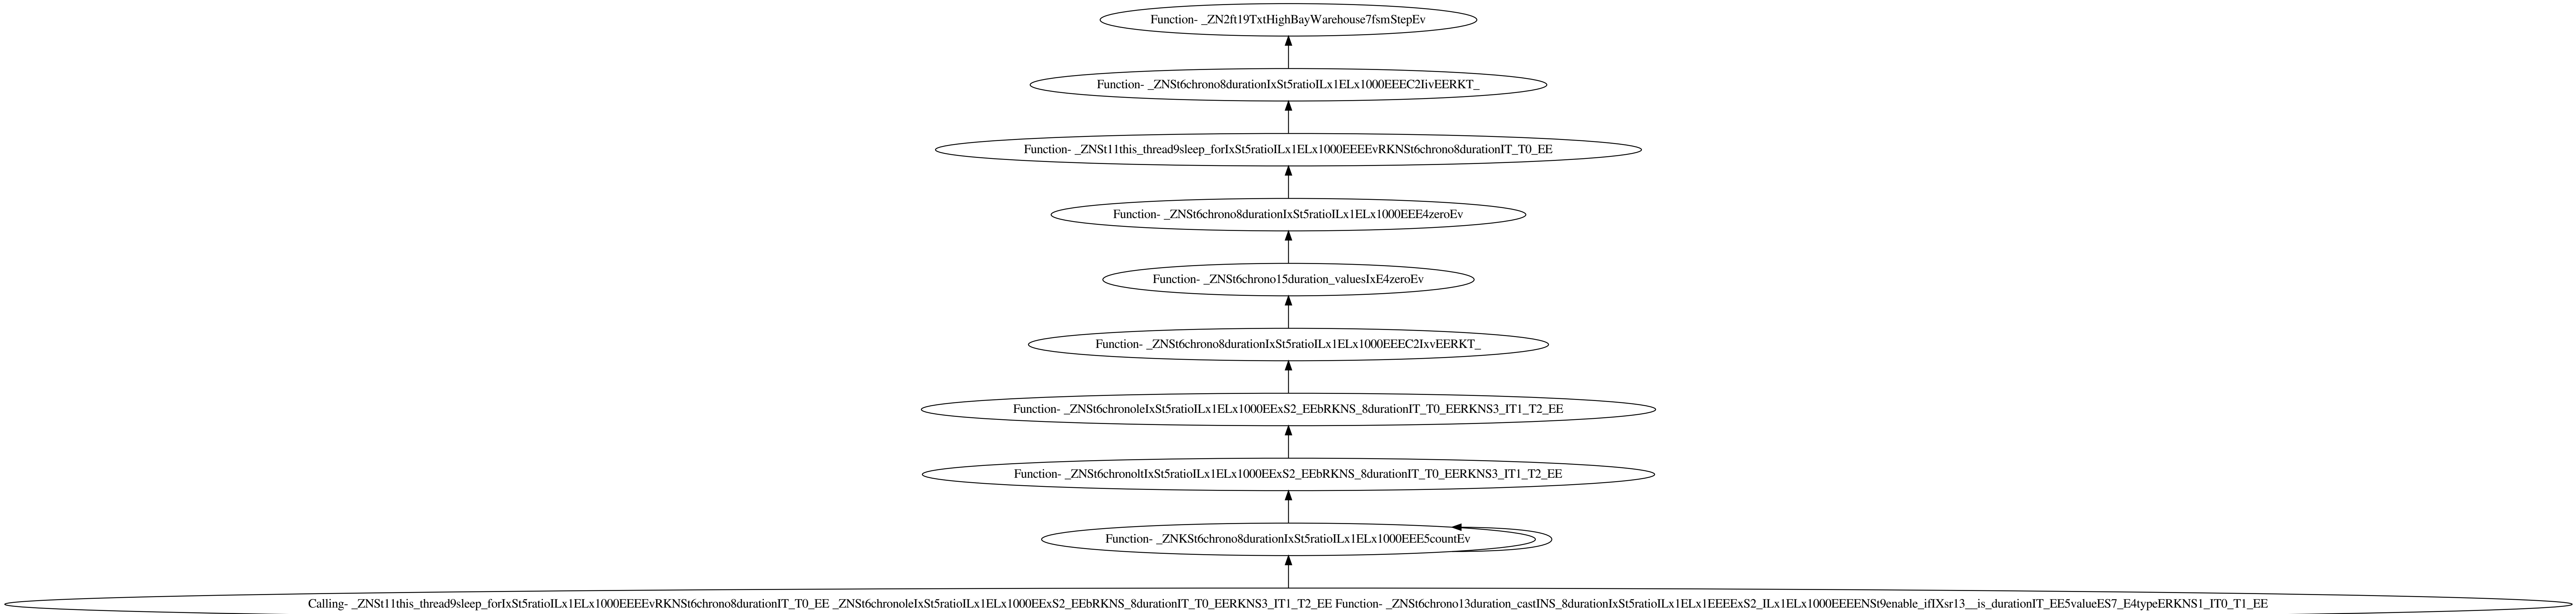 Function- _ZN2ft19TxtHighBayWarehouse7fsmStepEv
Function- _ZNSt6chrono8durationIxSt5ratioILx1ELx1000EEEC2IivEERKT_
Function- _ZNSt11this_thread9sleep_forIxSt5ratioILx1ELx1000EEEEvRKNSt6chrono8durationIT_T0_EE
Function- _ZNSt6chrono8durationIxSt5ratioILx1ELx1000EEE4zeroEv
Function- _ZNSt6chrono15duration_valuesIxE4zeroEv
Function- _ZNSt6chrono8durationIxSt5ratioILx1ELx1000EEEC2IxvEERKT_
Function- _ZNSt6chronoleIxSt5ratioILx1ELx1000EExS2_EEbRKNS_8durationIT_T0_EERKNS3_IT1_T2_EE
Function- _ZNSt6chronoltIxSt5ratioILx1ELx1000EExS2_EEbRKNS_8durationIT_T0_EERKNS3_IT1_T2_EE
Function- _ZNKSt6chrono8durationIxSt5ratioILx1ELx1000EEE5countEv
Calling- _ZNSt11this_thread9sleep_forIxSt5ratioILx1ELx1000EEEEvRKNSt6chrono8durationIT_T0_EE _ZNSt6chronoleIxSt5ratioILx1ELx1000EExS2_EEbRKNS_8durationIT_T0_EERKNS3_IT1_T2_EE Function- _ZNSt6chrono13duration_castINS_8durationIxSt5ratioILx1ELx1EEEExS2_ILx1ELx1000EEEENSt9enable_ifIXsr13__is_durationIT_EE5valueES7_E4typeERKNS1_IT0_T1_EE